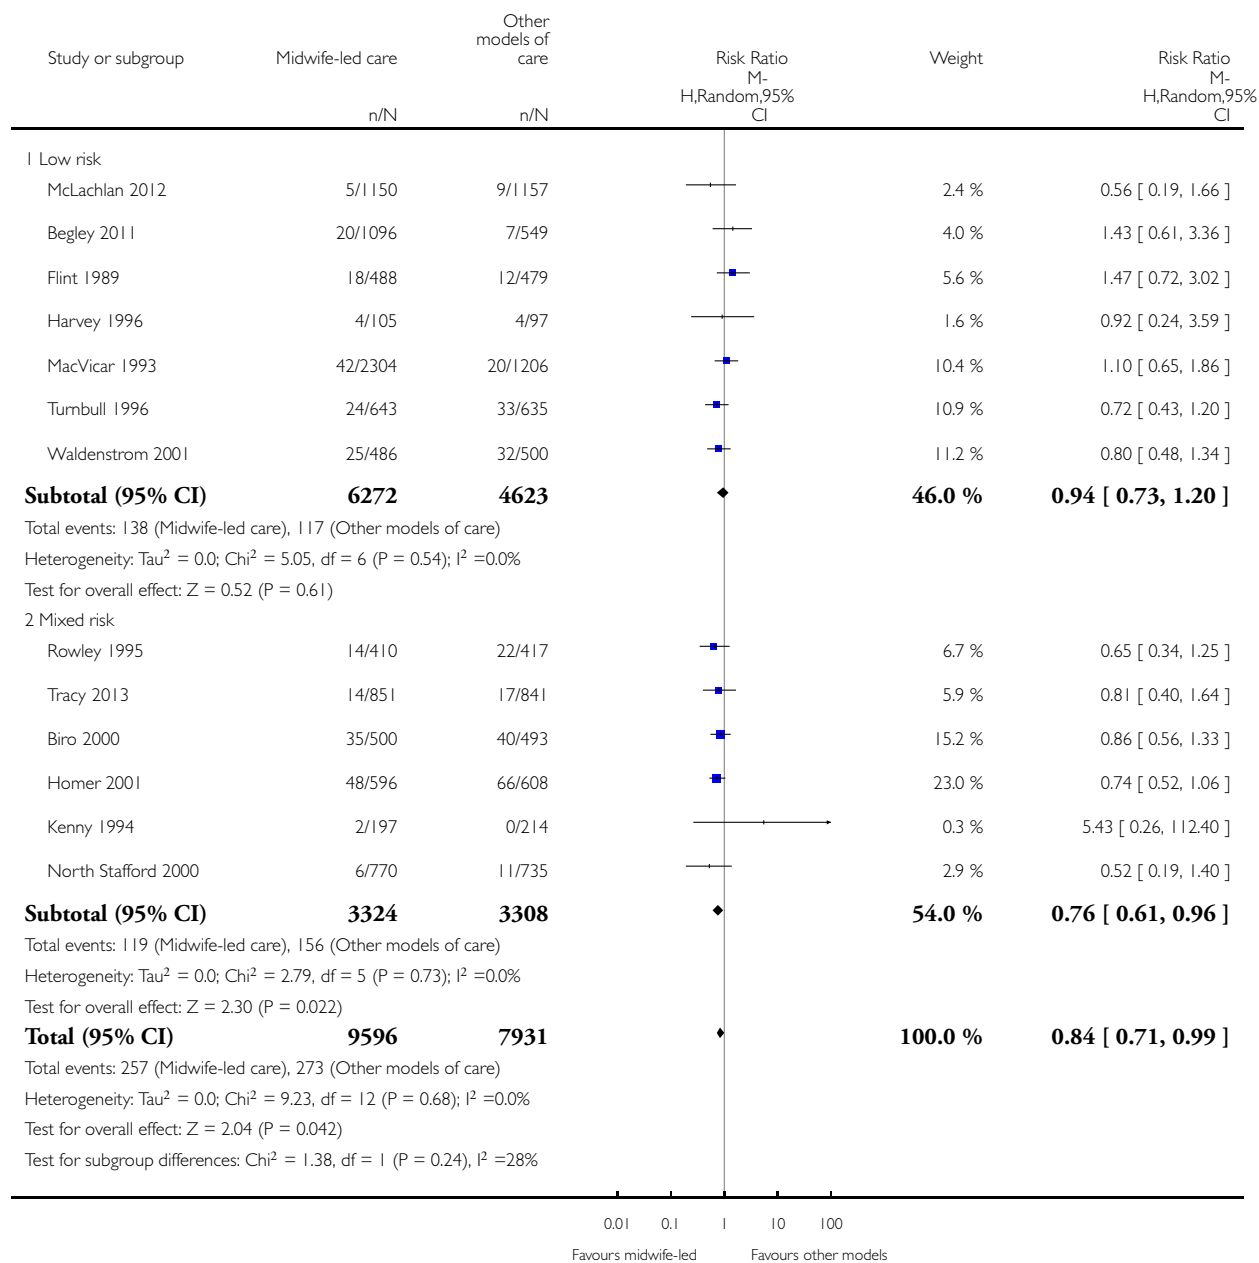 Other
models of
Study or subgroup Midwife-led care care Risk Ratio Weight Risk Ratio
M- M-
H,Random,95% H,Random,95%
n/N n/N CI CI
1 Low risk
McLachlan 2012 5/1150 9/1157 2.4 % 0.56 [ 0.19, 1.66 ]
Begley 2011 20/1096 7/549 4.0 % 1.43 [ 0.61, 3.36 ]
Flint 1989 18/488 12/479 5.6 % 1.47 [ 0.72, 3.02 ]
Harvey 1996 4/105 4/97 1.6 % 0.92 [ 0.24, 3.59 ]
MacVicar 1993 42/2304 20/1206 10.4 % 1.10 [ 0.65, 1.86 ]
Turnbull 1996 24/643 33/635 10.9 % 0.72 [ 0.43, 1.20 ]
Waldenstrom 2001 25/486 32/500 11.2 % 0.80 [ 0.48, 1.34 ]
Subtotal (95% CI) 6272 4623 46.0 % 0.94 [ 0.73, 1.20 ]
Total events: 138 (Midwife-led care), 117 (Other models of care)
Heterogeneity: Tau² = 0.0; Chi² = 5.05, df = 6 (P = 0.54); I² =0.0%
Test for overall effect: Z = 0.52 (P = 0.61)
2 Mixed risk
Rowley 1995 14/410 22/417 6.7 % 0.65 [ 0.34, 1.25 ]
Tracy 2013 14/851 17/841 5.9 % 0.81 [ 0.40, 1.64 ]
Biro 2000 35/500 40/493 15.2 % 0.86 [ 0.56, 1.33 ]
Homer 2001 48/596 66/608 23.0 % 0.74 [ 0.52, 1.06 ]
Kenny 1994 2/197 0/214 0.3 % 5.43 [ 0.26, 112.40 ]
North Stafford 2000 6/770 11/735 2.9 % 0.52 [ 0.19, 1.40 ]
Subtotal (95% CI) 3324 3308 54.0 % 0.76 [ 0.61, 0.96 ]
Total events: 119 (Midwife-led care), 156 (Other models of care)
Heterogeneity: Tau² = 0.0; Chi² = 2.79, df = 5 (P = 0.73); I² =0.0%
Test for overall effect: Z = 2.30 (P = 0.022)
Total (95% CI) 9596 7931 100.0 % 0.84 [ 0.71, 0.99 ]
Total events: 257 (Midwife-led care), 273 (Other models of care)
Heterogeneity: Tau² = 0.0; Chi² = 9.23, df = 12 (P = 0.68); I² =0.0%
Test for overall effect: Z = 2.04 (P = 0.042)
Test for subgroup differences: Chi² = 1.38, df = 1 (P = 0.24), I² =28%
0.01 0.1 1 10 100
Favours midwife-led Favours other models